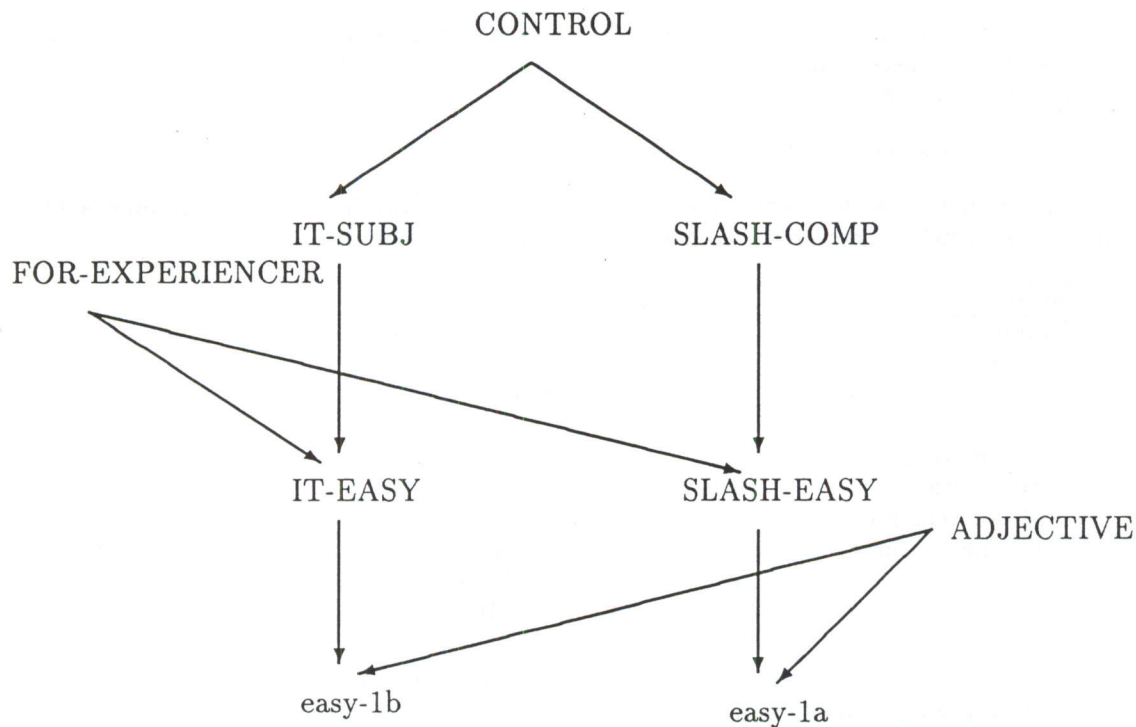 CONTROL
IT-SUBJ SLASH-COMP
FOR-EXPERIENCER
IT-EASY SLASH-EASY
ADJECTIVE
easy-1b easy-1a